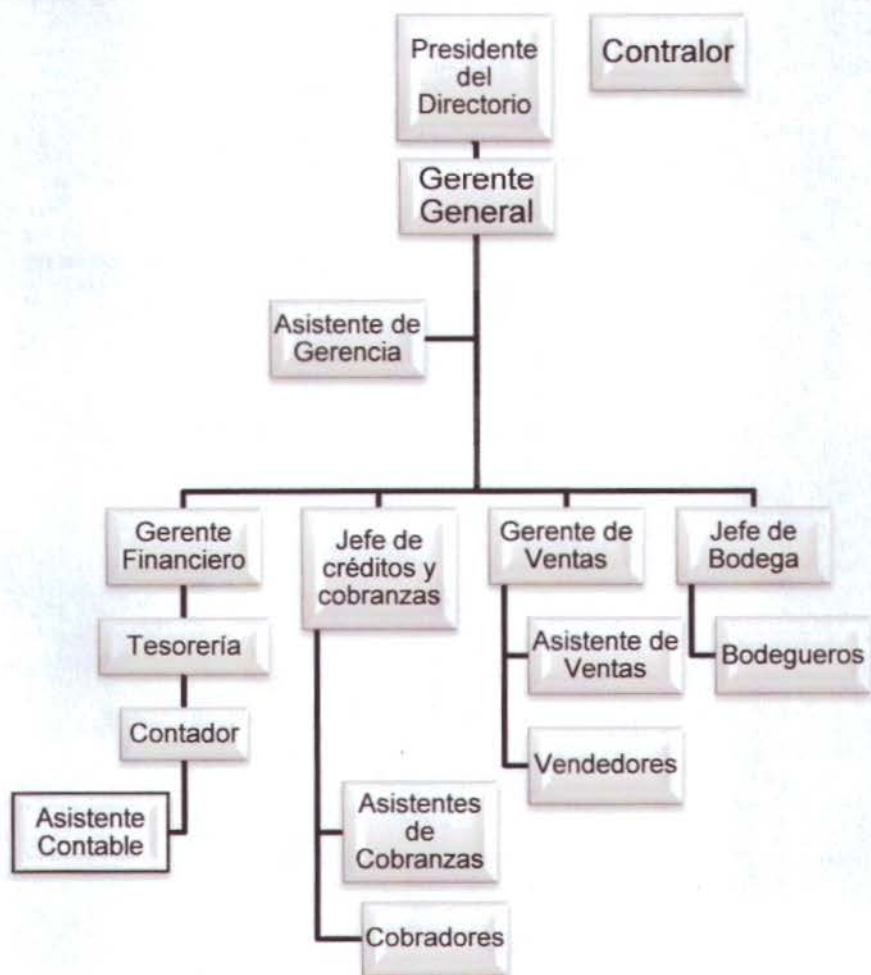 Presidente
del
Directorio
Contralor
Gerente
General
Asistente de
Gerencia
Gerente
Financiero
Jefe de
créditos y
cobranzas
Gerente de
Ventas
Jefe de
Bodega
Tesorería
Asistente de
Ventas
Bodegueros
Contador
Vendedores
Asistente
Contable
Asistentes
de
Cobranzas
Cobradores